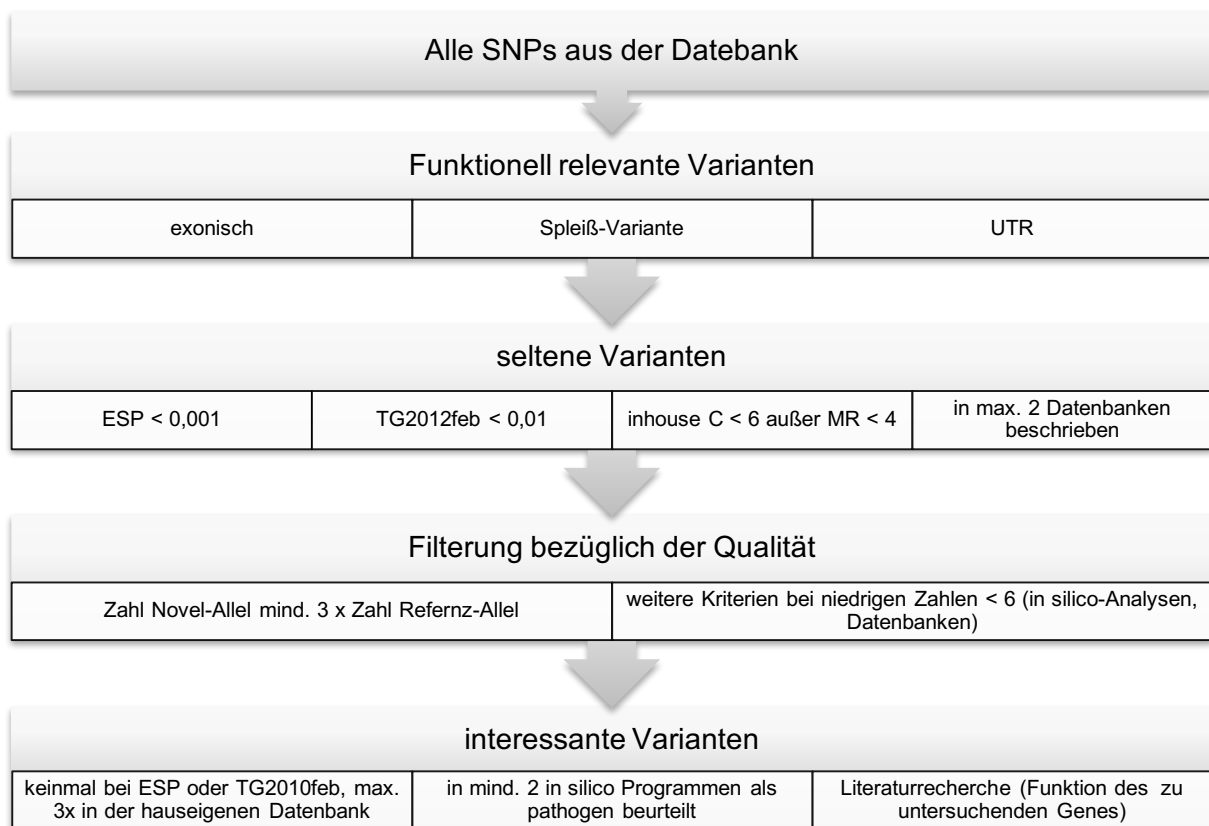 Alle SNPs aus der Datebank
Funktionell relevante Varianten
exonisch
Spleiß-Variante
UTR
seltene Varianten
ESP < 0,001
TG2012feb < 0,01
inhouse C < 6 außer MR < 4
in max. 2 Datenbanken
beschrieben
Filterung bezüglich der Qualität
Zahl Novel-Allel mind. 3 x Zahl Refernz-Allel
weitere Kriterien bei niedrigen Zahlen < 6 (in silico-Analysen,
Datenbanken)
interessante Varianten
keinmal bei ESP oder TG2010feb, max.
3x in der hauseigenen Datenbank
in mind. 2 in silico Programmen als
pathogen beurteilt
Literaturrecherche (Funktion des zu
untersuchenden Genes)